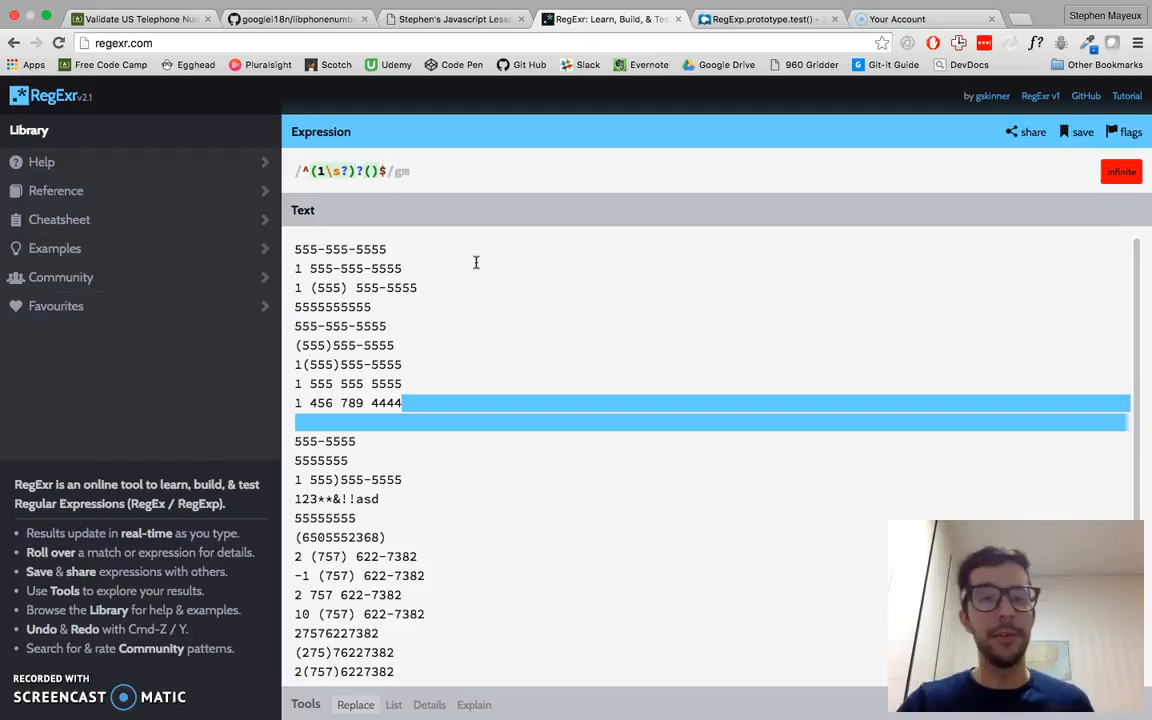 Validate US Telephone Nu
googlei18n/libphonenumb
Stephen's Javascript Less
RegExr: Learn, Build, & Tes
RegExp.prototype.test() -
Your Account
Stephen Mayeux
regexr.com
Apps
Free Code Camp
Egghead
Pluralsight
Scotch
Udemy
Code Pen
Git Hub
Slack
Evernote
Google Drive
960 Gridder
Git-it Guide
DevDocs
Other Bookmarks
RegExr v2.1
by gskinner
RegExr v1
GitHub
Tutorial
Library
Help
Reference
Cheatsheet
Examples
Community
Favourites
RegExr is an online tool to learn, build, & test
Regular Expressions (RegEx / RegExp).
• Results update in real-time as you type.
• Roll over a match or expression for details.
• Save & share expressions with others.
• Use Tools to explore your results.
• Browse the Library for help & examples.
• Undo & Redo with Cmd-Z / Y.
• Search for & rate Community patterns.
RECORDED WITH
SCREENCAST MATIC
Expression
share
save
flags
/^(1\s?)?()$/gm
infinite
Text
555-555-5555
1 555-555-5555
1 (555) 555-5555
5555555555
555-555-5555
(555)555-5555
1(555)555-5555
1 555 555 5555
1 456 789 4444
555-5555
5555555
1 555)555-5555
123**&!!asd
55555555
(6505552368)
2 (757) 622-7382
-1 (757) 622-7382
2 757 622-7382
10 (757) 622-7382
27576227382
(275)76227382
2(757)6227382
Tools
Replace
List
Details
Explain